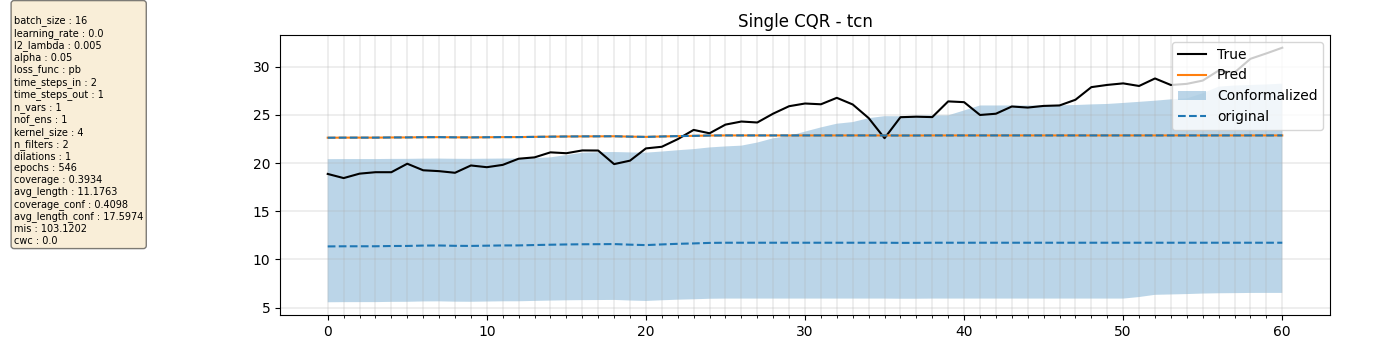 batch_size : 16
learning_rate : 0.0
l2_lambda : 0.005
alpha : 0.05
loss_func : pb
time_steps_in : 2
time_steps_out : 1
n_vars : 1
nof_ens : 1
kernel_size : 4
n_filters : 2
dilations : 1
epochs : 546
coverage : 0.3934
avg_length : 11.1763
coverage_conf : 0.4098
avg_length_conf : 17.5974
mis : 103.1202
cwc : 0.0
Single CQR - tcn
30
25
20
15
10
5
0 10 20 30 40 50 60
True
Pred
Conformalized
original